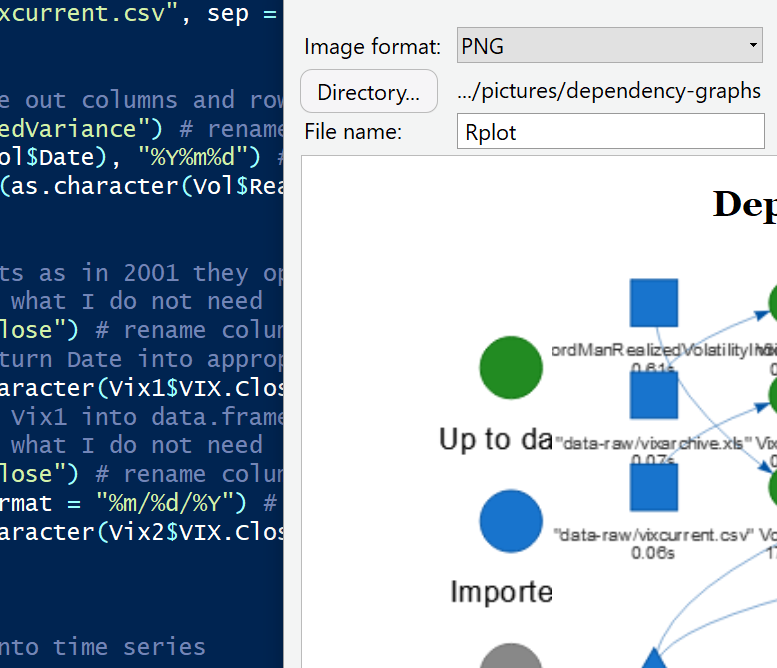 xcurrent.csv", sep =
e out columns and row
edVariance") # rename
ol$Date), "%Y%m%d") #
(as.character(Vol$Rea
ts as in 2001 they op
what I do not need
lose") # rename colum
turn Date into approp
aracter(Vix1$VIX.Clos
Vix1 into data.frame
what I do not need
lose") # rename colum
rmat = "%m/%d/%Y") #
aracter(Vix2$VIX.Clos
nto time series
Image format: PNG
Directory... .../pictures/dependency-graphs
File name: Rplot
Dep
ordManRealizedVolatilityInd
0.61s
Up to da
"data-raw/vixarchive.xls" Vix
0.07s
"data-raw/vixcurrent.csv" Vo
0.06s
Importe